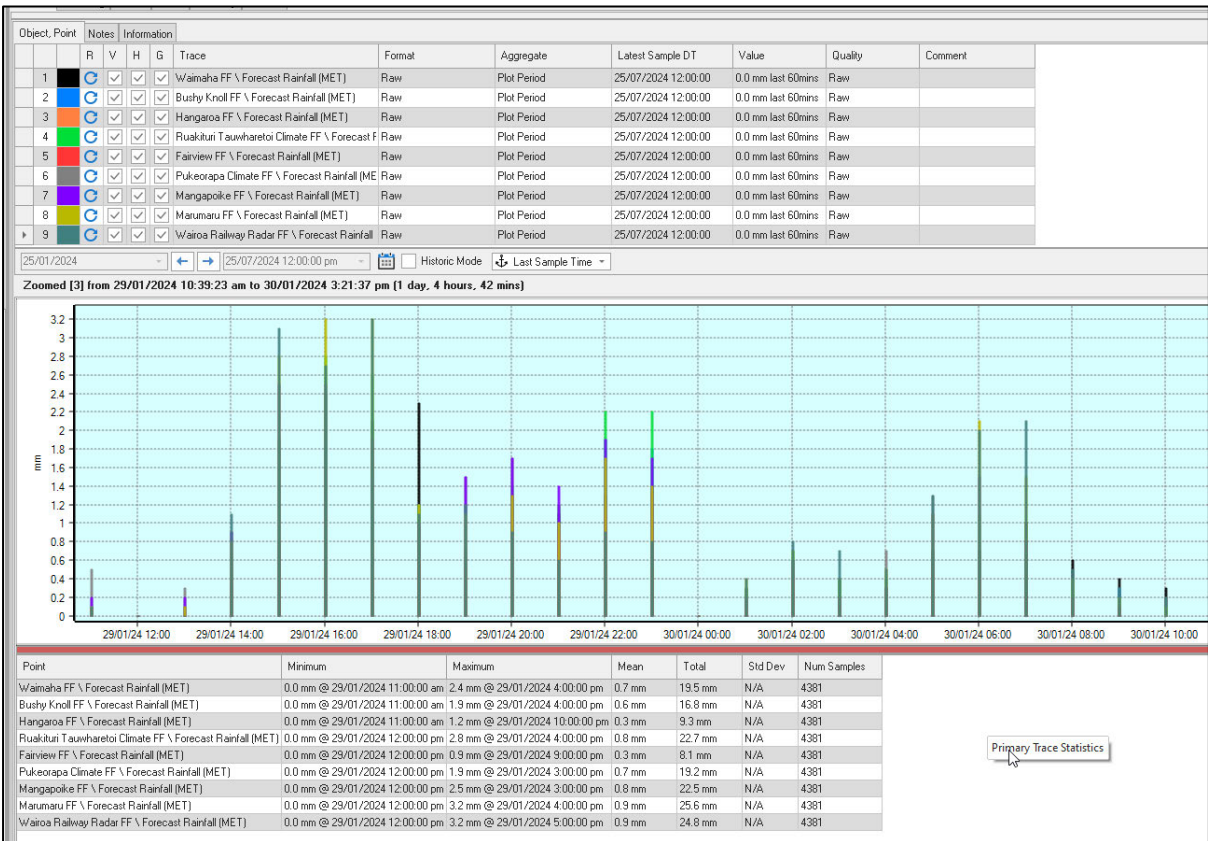 Object, Point Notes Information
R V H G Trace Format Aggregate Latest Sample DT Value Quality Comment
1 Waimaha FF \ Forecast Rainfall (MET) Raw Plot Period 25/07/2024 12:00:00 0.0 mm last 60mins Raw
2 Bushy Knoll FF \ Forecast Rainfall (MET) Raw Plot Period 25/07/2024 12:00:00 0.0 mm last 60mins Raw
3 Hangaroa FF \ Forecast Rainfall (MET) Raw Plot Period 25/07/2024 12:00:00 0.0 mm last 60mins Raw
4 Ruakituri Tauwharetoi Climate FF \ Forecast F Raw Plot Period 25/07/2024 12:00:00 0.0 mm last 60mins Raw
5 Fairview FF \ Forecast Rainfall (MET) Raw Plot Period 25/07/2024 12:00:00 0.0 mm last 60mins Raw
6 Pukeorapa Climate FF \ Forecast Rainfall (ME Raw Plot Period 25/07/2024 12:00:00 0.0 mm last 60mins Raw
7 Mangapoike FF \ Forecast Rainfall (MET) Raw Plot Period 25/07/2024 12:00:00 0.0 mm last 60mins Raw
8 Marumaru FF \ Forecast Rainfall (MET) Raw Plot Period 25/07/2024 12:00:00 0.0 mm last 60mins Raw
9 Wairoa Railway Radar FF \ Forecast Rainfall Raw Plot Period 25/07/2024 12:00:00 0.0 mm last 60mins Raw
25/01/2024 25/07/2024 12:00:00 pm Historic Mode Last Sample Time
Zoomed [3] from 29/01/2024 10:39:23 am to 30/01/2024 3:21:37 pm (1 day, 4 hours, 42 mins)
3.2
3
2.8
2.6
2.4
2.2
2
1.8
1.6
1.4
1.2
1
0.8
0.6
0.4
0.2
0
mm
29/01/24 12:00 29/01/24 14:00 29/01/24 16:00 29/01/24 18:00 29/01/24 20:00 29/01/24 22:00 30/01/24 00:00 30/01/24 02:00 30/01/24 04:00 30/01/24 06:00 30/01/24 08:00 30/01/24 10:00
Point Minimum Maximum Mean Total Std Dev Num Samples
Waimaha FF \ Forecast Rainfall (MET) 0.0 mm @ 29/01/2024 11:00:00 am 2.4 mm @ 29/01/2024 4:00:00 pm 0.7 mm 19.5 mm N/A 4381
Bushy Knoll FF \ Forecast Rainfall (MET) 0.0 mm @ 29/01/2024 11:00:00 am 1.9 mm @ 29/01/2024 4:00:00 pm 0.6 mm 16.8 mm N/A 4381
Hangaroa FF \ Forecast Rainfall (MET) 0.0 mm @ 29/01/2024 11:00:00 am 1.2 mm @ 29/01/2024 10:00:00 pm 0.3 mm 9.3 mm N/A 4381
Ruakituri Tauwharetoi Climate FF \ Forecast Rainfall (MET) 0.0 mm @ 29/01/2024 12:00:00 pm 2.8 mm @ 29/01/2024 4:00:00 pm 0.8 mm 22.7 mm N/A 4381
Fairview FF \ Forecast Rainfall (MET) 0.0 mm @ 29/01/2024 12:00:00 pm 0.9 mm @ 29/01/2024 9:00:00 pm 0.3 mm 8.1 mm N/A 4381
Pukeorapa Climate FF \ Forecast Rainfall (MET) 0.0 mm @ 29/01/2024 12:00:00 pm 1.9 mm @ 29/01/2024 3:00:00 pm 0.7 mm 19.2 mm N/A 4381
Mangapoike FF \ Forecast Rainfall (MET) 0.0 mm @ 29/01/2024 12:00:00 pm 2.5 mm @ 29/01/2024 3:00:00 pm 0.8 mm 22.5 mm N/A 4381
Marumaru FF \ Forecast Rainfall (MET) 0.0 mm @ 29/01/2024 12:00:00 pm 3.2 mm @ 29/01/2024 4:00:00 pm 0.9 mm 25.6 mm N/A 4381
Wairoa Railway Radar FF \ Forecast Rainfall (MET) 0.0 mm @ 29/01/2024 12:00:00 pm 3.2 mm @ 29/01/2024 5:00:00 pm 0.9 mm 24.8 mm N/A 4381
Primary Trace Statistics